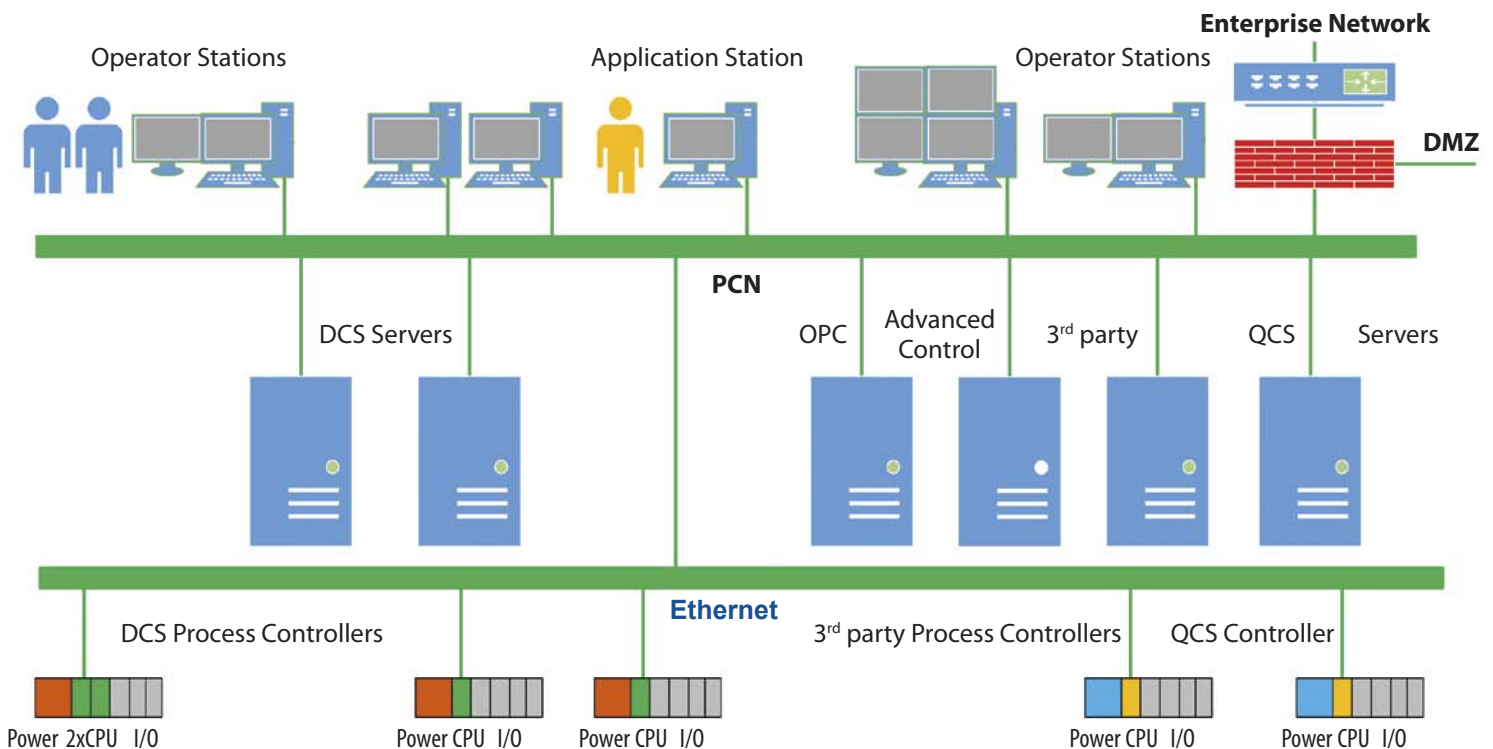 Enterprise Network
Operator Stations
Application Station
Operator Stations
DMZ
PCN
DCS Servers
OPC
Advanced
Control
3rd party
QCS
Servers
Ethernet
DCS Process Controllers
3rd party Process Controllers
QCS Controller
Power 2xCPU I/O
Power CPU I/O
Power CPU I/O
Power CPU I/O
Power CPU I/O